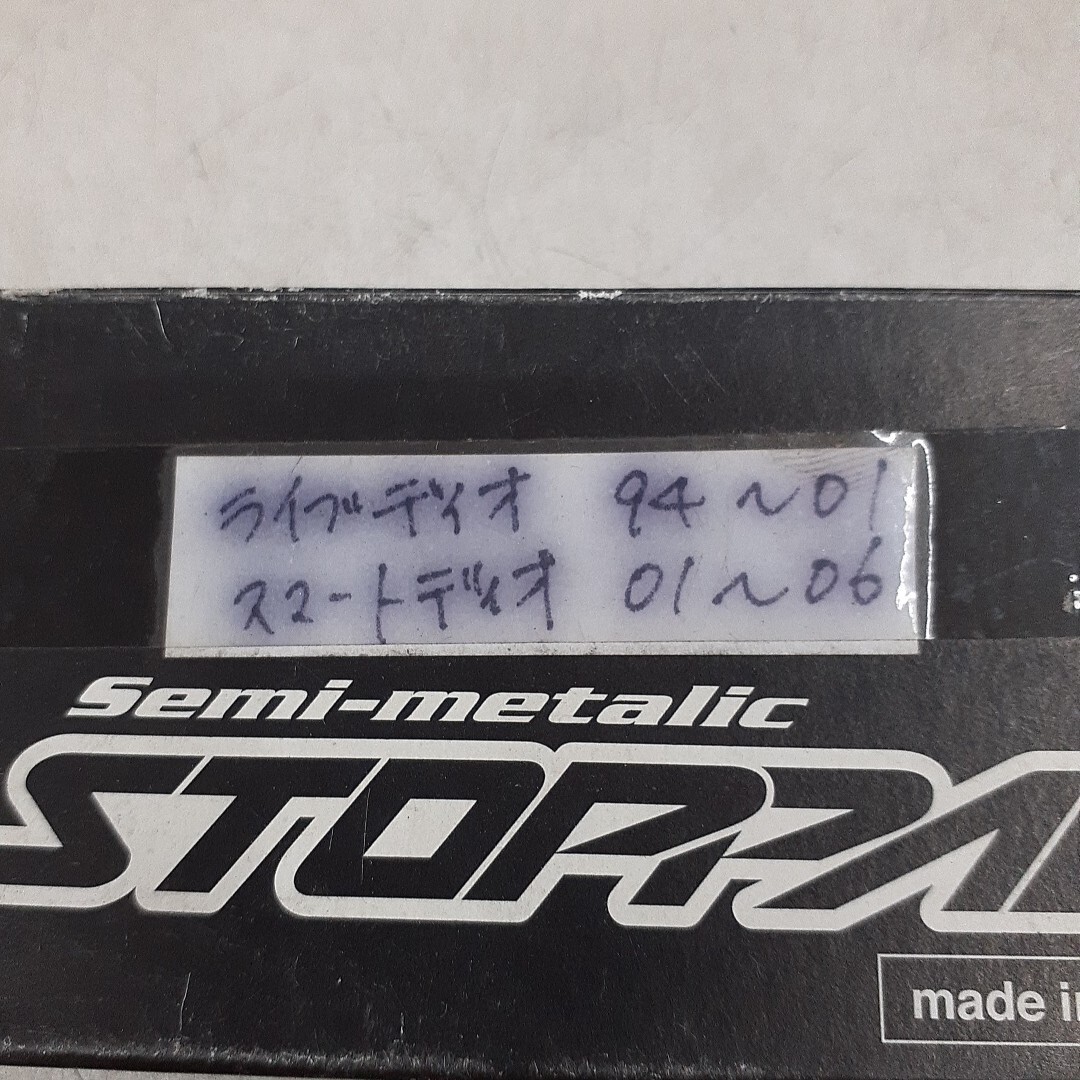 ライブディオ 94～01
スマートディオ 01～06
Semi-metalic
made